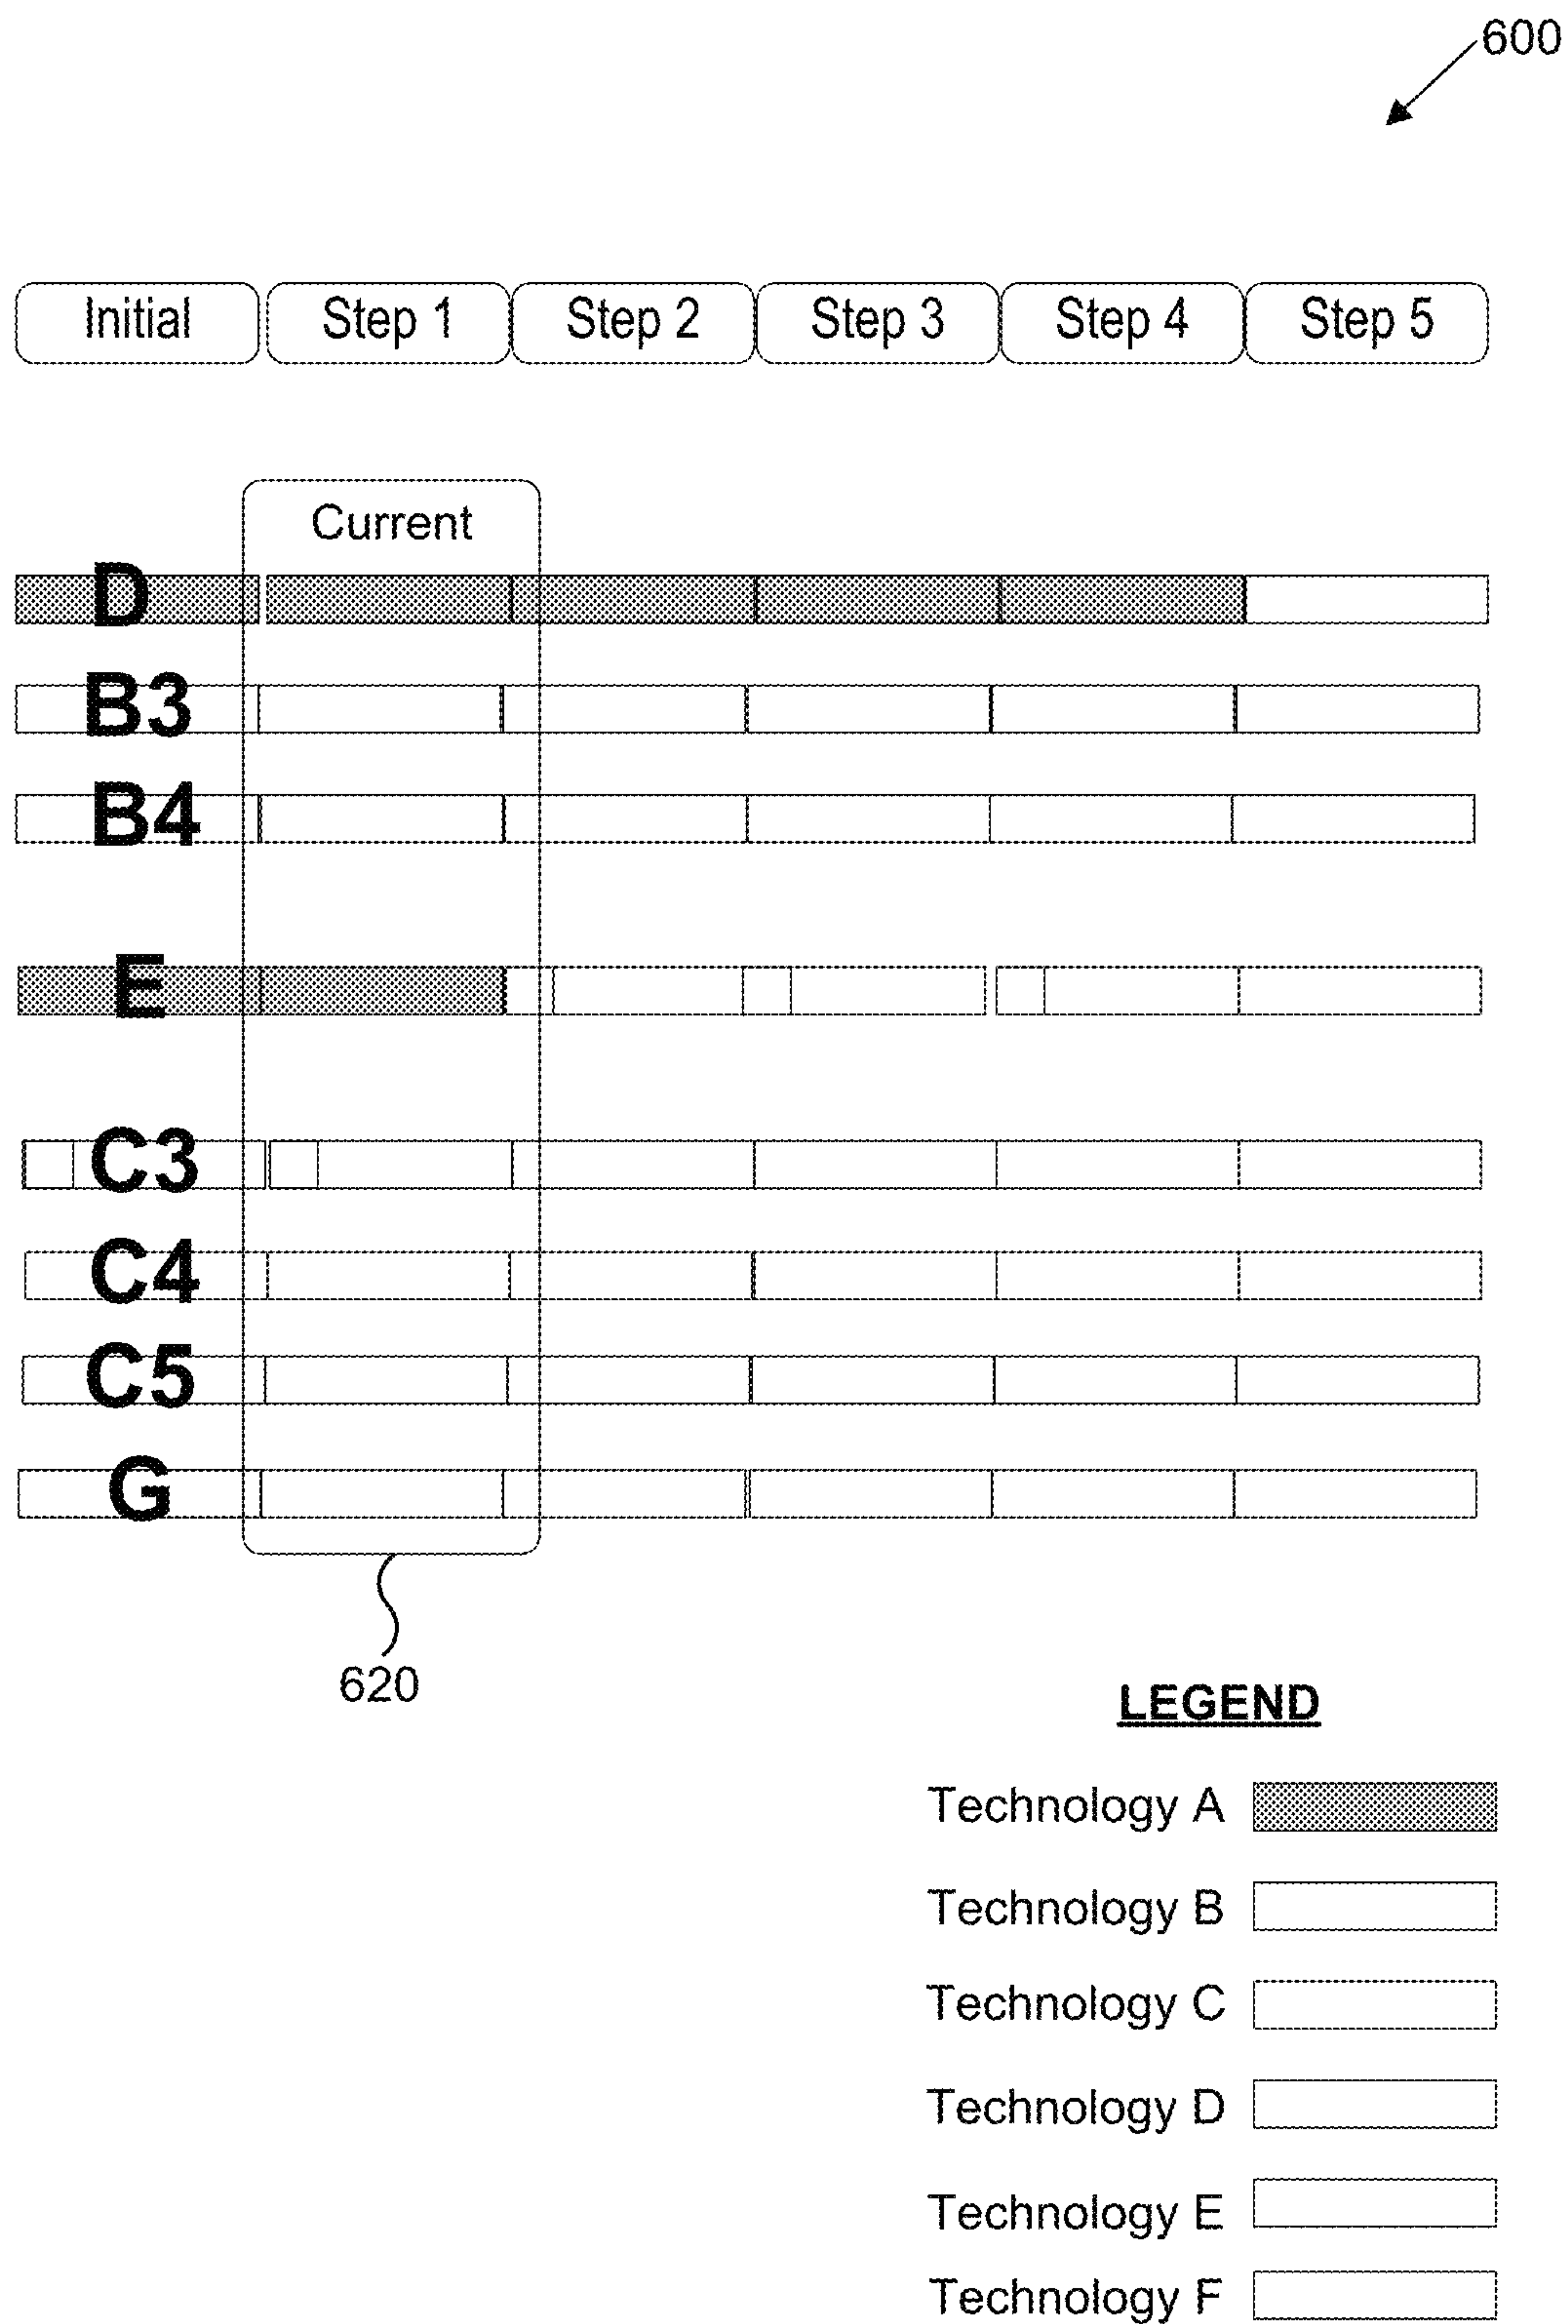 600
Initial Step 1 Step 2 Step 3 Step 4 Step 5
Current
D
B3
B4
E
C3
C4
C5
G
620
LEGEND
Technology A
Technology B
Technology C
Technology D
Technology E
Technology F